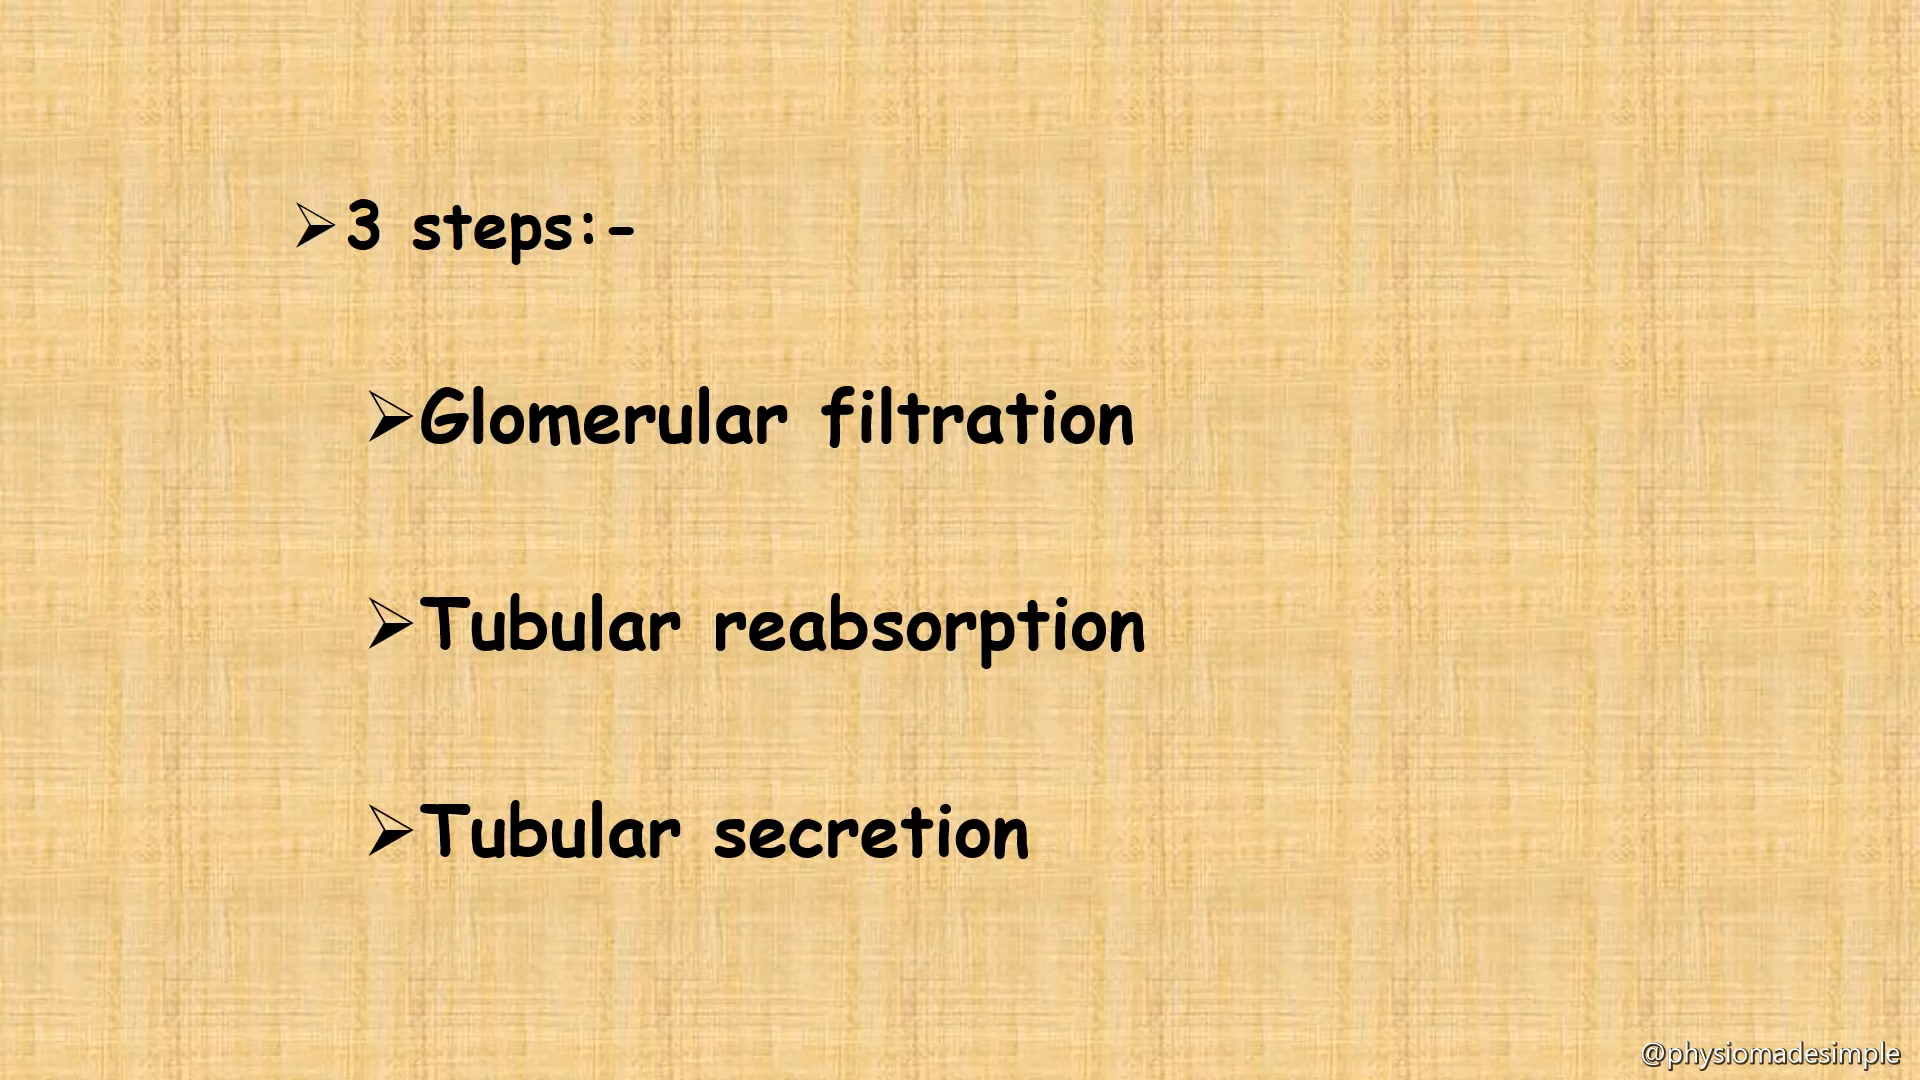 ➢3 steps:-
➢Glomerular filtration
➢Tubular reabsorption
➢Tubular secretion
@physiomadesimple